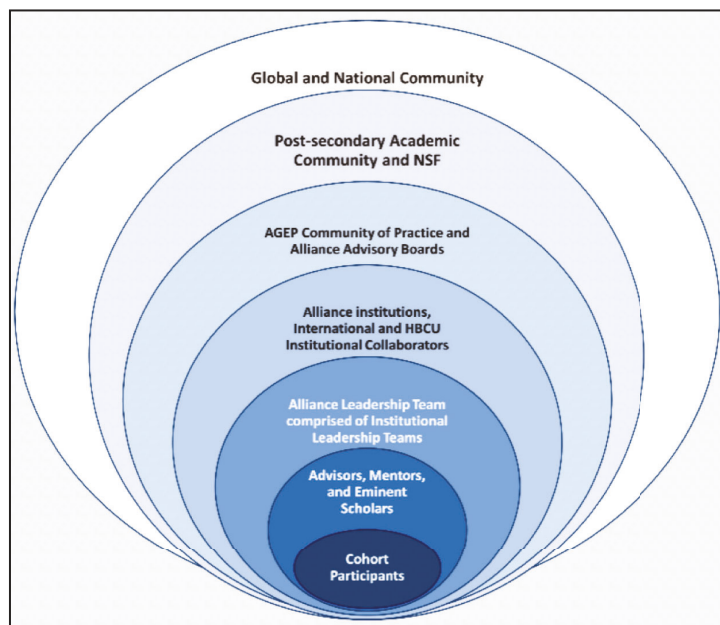 Global and National Community
Post-secondary Academic
Community and NSF
AGEP Community of Practice and
Alliance Advisory Boards
Alliance institutions,
International and HBCU
Institutional Collaborators
Alliance Leadership Team
comprised of Institutional
Leadership Teams
Advisors, Mentors,
and Eminent
Scholars
Cohort
Participants